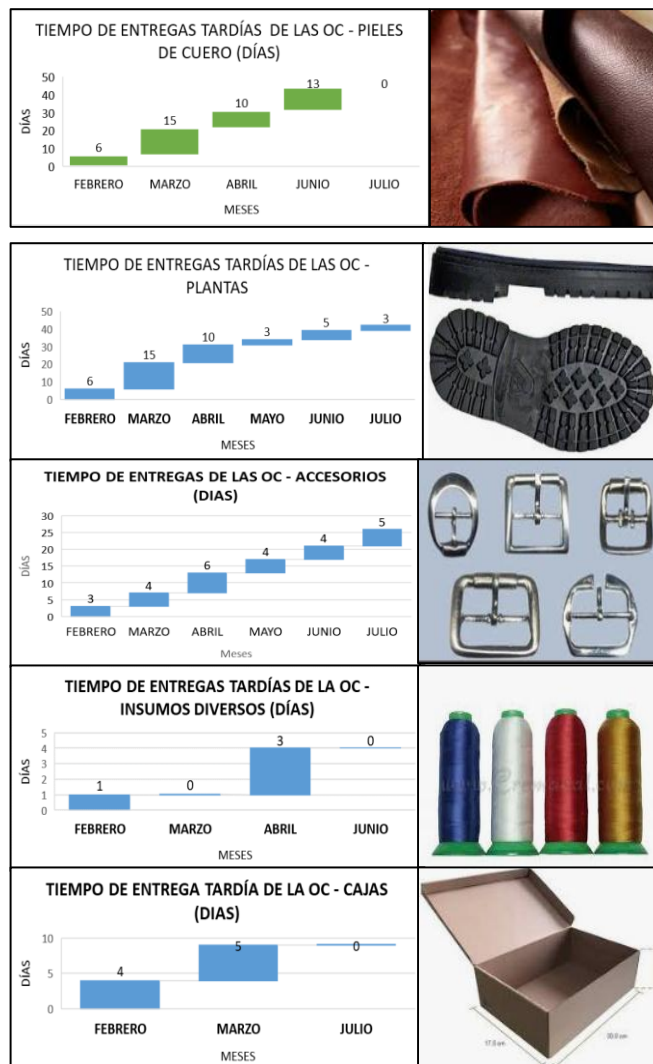 TIEMPO DE ENTREGAS TARDÍAS DE LAS OC - PIELES
DE CUERO (DÍAS)
DÍAS
50
40
30
20
10
0
6
15
10
13
0
FEBRERO MARZO ABRIL JUNIO JULIO
MESES
TIEMPO DE ENTREGAS TARDÍAS DE LAS OC -
PLANTAS
DÍAS
50
40
30
20
10
0
6
15
10
3
5
3
FEBRERO MARZO ABRIL MAYO JUNIO JULIO
MESES
TIEMPO DE ENTREGAS DE LAS OC - ACCESORIOS
(DIAS)
DÍAS
30
25
20
15
10
5
0
3
4
6
4
4
5
FEBRERO MARZO ABRIL MAYO JUNIO JULIO
Meses
TIEMPO DE ENTREGAS TARDÍAS DE LA OC -
INSUMOS DIVERSOS (DÍAS)
DÍAS
5
4
3
2
1
0
1
0
3
0
FEBRERO MARZO ABRIL JUNIO
MESES
TIEMPO DE ENTREGA TARDÍA DE LA OC - CAJAS
(DIAS)
DÍAS
10
5
0
4
5
0
FEBRERO MARZO JULIO
MESES